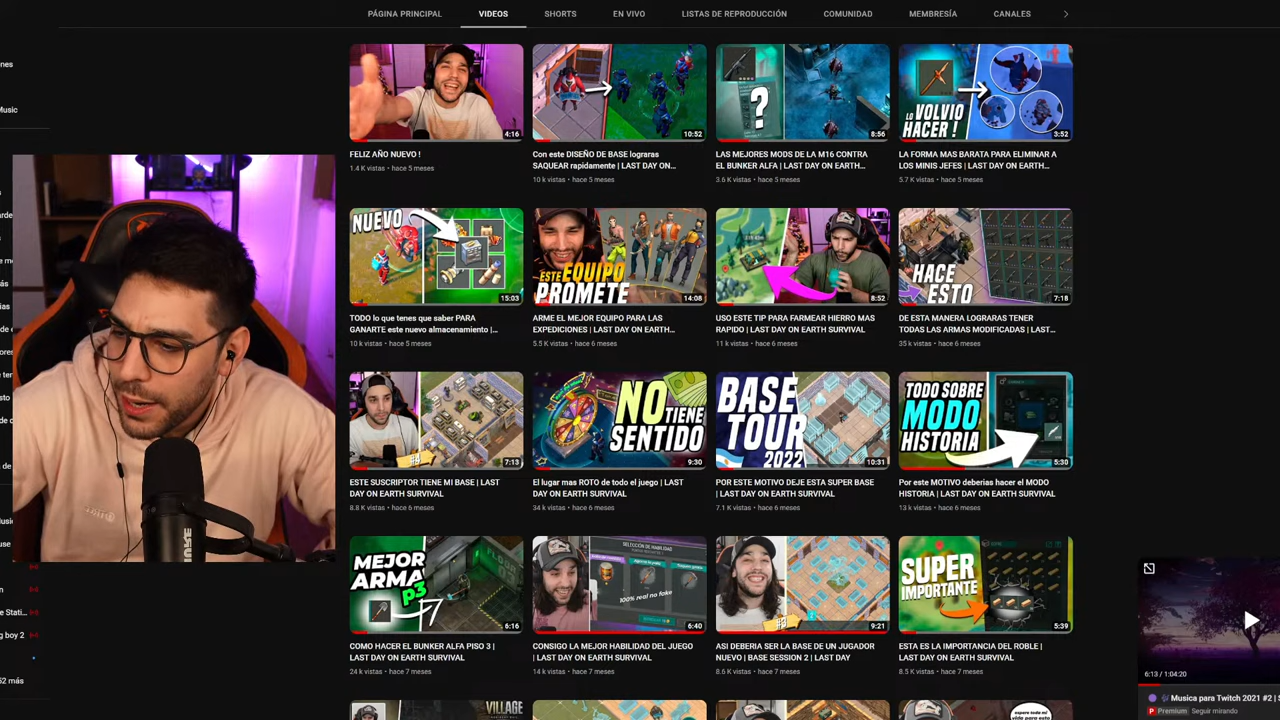 PÁGINA PRINCIPAL
VIDEOS
SHORTS
EN VIVO
LISTAS DE REPRODUCCIÓN
COMUNIDAD
MEMBRESÍA
CANALES
4:16
10:52
?
8:56
LO VOLVIO
HACER !
3:52
FELIZ AÑO NUEVO !
1.4 K vistas • hace 5 meses
Con este DISEÑO DE BASE lograras
SAQUEAR rapidamente | LAST DAY ON...
10 k vistas • hace 5 meses
LAS MEJORES MODS DE LA M16 CONTRA
EL BUNKER ALFA | LAST DAY ON EARTH...
3.6 K vistas • hace 5 meses
LA FORMA MAS BARATA PARA ELIMINAR A
LOS MINIS JEFES | LAST DAY ON EARTH...
5.7 K vistas • hace 5 meses
NUEVO
15:03
ESTE EQUIPO
PROMETE
14:08
8:52
HACE
ESTO
7:18
TODO lo que tenes que saber PARA
GANARTE este nuevo almacenamiento |...
10 k vistas • hace 5 meses
ARME EL MEJOR EQUIPO PARA LAS
EXPEDICIONES | LAST DAY ON EARTH...
5.5 K vistas • hace 6 meses
USO ESTE TIP PARA FARMEAR HIERRO MAS
RAPIDO | LAST DAY ON EARTH SURVIVAL
11 k vistas • hace 6 meses
DE ESTA MANERA LOGRARAS TENER
TODAS LAS ARMAS MODIFICADAS | LAST...
35 k vistas • hace 6 meses
#4
7:13
NO TIENE
SENTIDO
9:30
BASE
TOUR
2022
10:31
TODO SOBRE
MODO
HISTORIA
5:30
ESTE SUSCRIPTOR TIENE MI BASE | LAST
DAY ON EARTH SURVIVAL
8.8 K vistas • hace 6 meses
El lugar mas ROTO de todo el juego | LAST
DAY ON EARTH SURVIVAL
34 k vistas • hace 6 meses
POR ESTE MOTIVO DEJE ESTA SUPER BASE
| LAST DAY ON EARTH SURVIVAL
7.1 K vistas • hace 6 meses
Por este MOTIVO deberias hacer el MODO
HISTORIA | LAST DAY ON EARTH SURVIVAL
13 k vistas • hace 6 meses
MEJOR
ARMA
p3
6:16
SELECCIÓN DE HABILIDAD
100% real no fake
6:40
#3
9:21
SUPER
IMPORTANTE
5:39
COMO HACER EL BUNKER ALFA PISO 3 |
LAST DAY ON EARTH SURVIVAL
24 k vistas • hace 7 meses
CONSIGO LA MEJOR HABILIDAD DEL JUEGO
| LAST DAY ON EARTH SURVIVAL
14 k vistas • hace 7 meses
ASI DEBERIA SER LA BASE DE UN JUGADOR
NUEVO | BASE SESSION 2 | LAST DAY
8.6 K vistas • hace 7 meses
ESTA ES LA IMPORTANCIA DEL ROBLE |
LAST DAY ON EARTH SURVIVAL
8.5 K vistas • hace 7 meses
VILLAGE
6:13 / 1:04:20
Musica para Twitch 2021 #2 | S
Premium
Seguir mirando